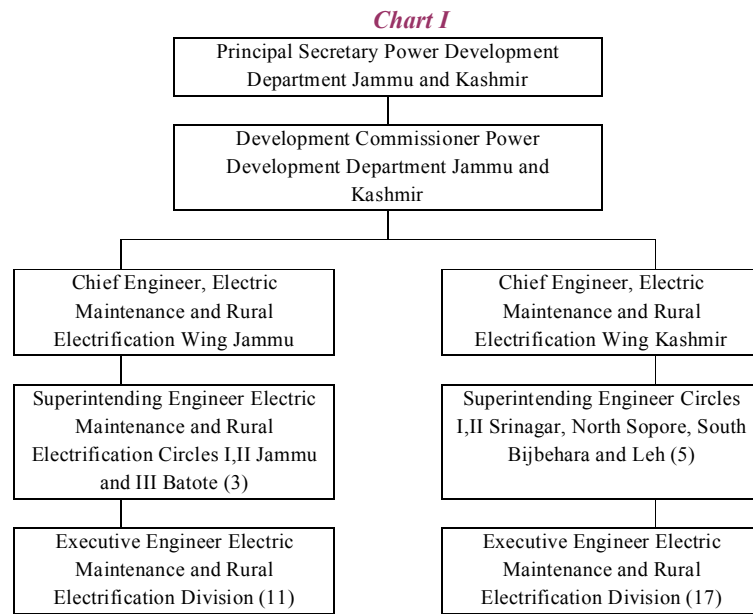 Chart I
Principal Secretary Power Development
Department Jammu and Kashmir
Development Commissioner Power
Development Department Jammu and
Kashmir
Chief Engineer, Electric
Maintenance and Rural
Electrification Wing Jammu
Chief Engineer, Electric
Maintenance and Rural
Electrification Wing Kashmir
Superintending Engineer Electric
Maintenance and Rural
Electrification Circles I,II Jammu
and III Batote (3)
Superintending Engineer Circles
I,II Srinagar, North Sopore, South
Bijbehara and Leh (5)
Executive Engineer Electric
Maintenance and Rural
Electrification Division (11)
Executive Engineer Electric
Maintenance and Rural
Electrification Division (17)